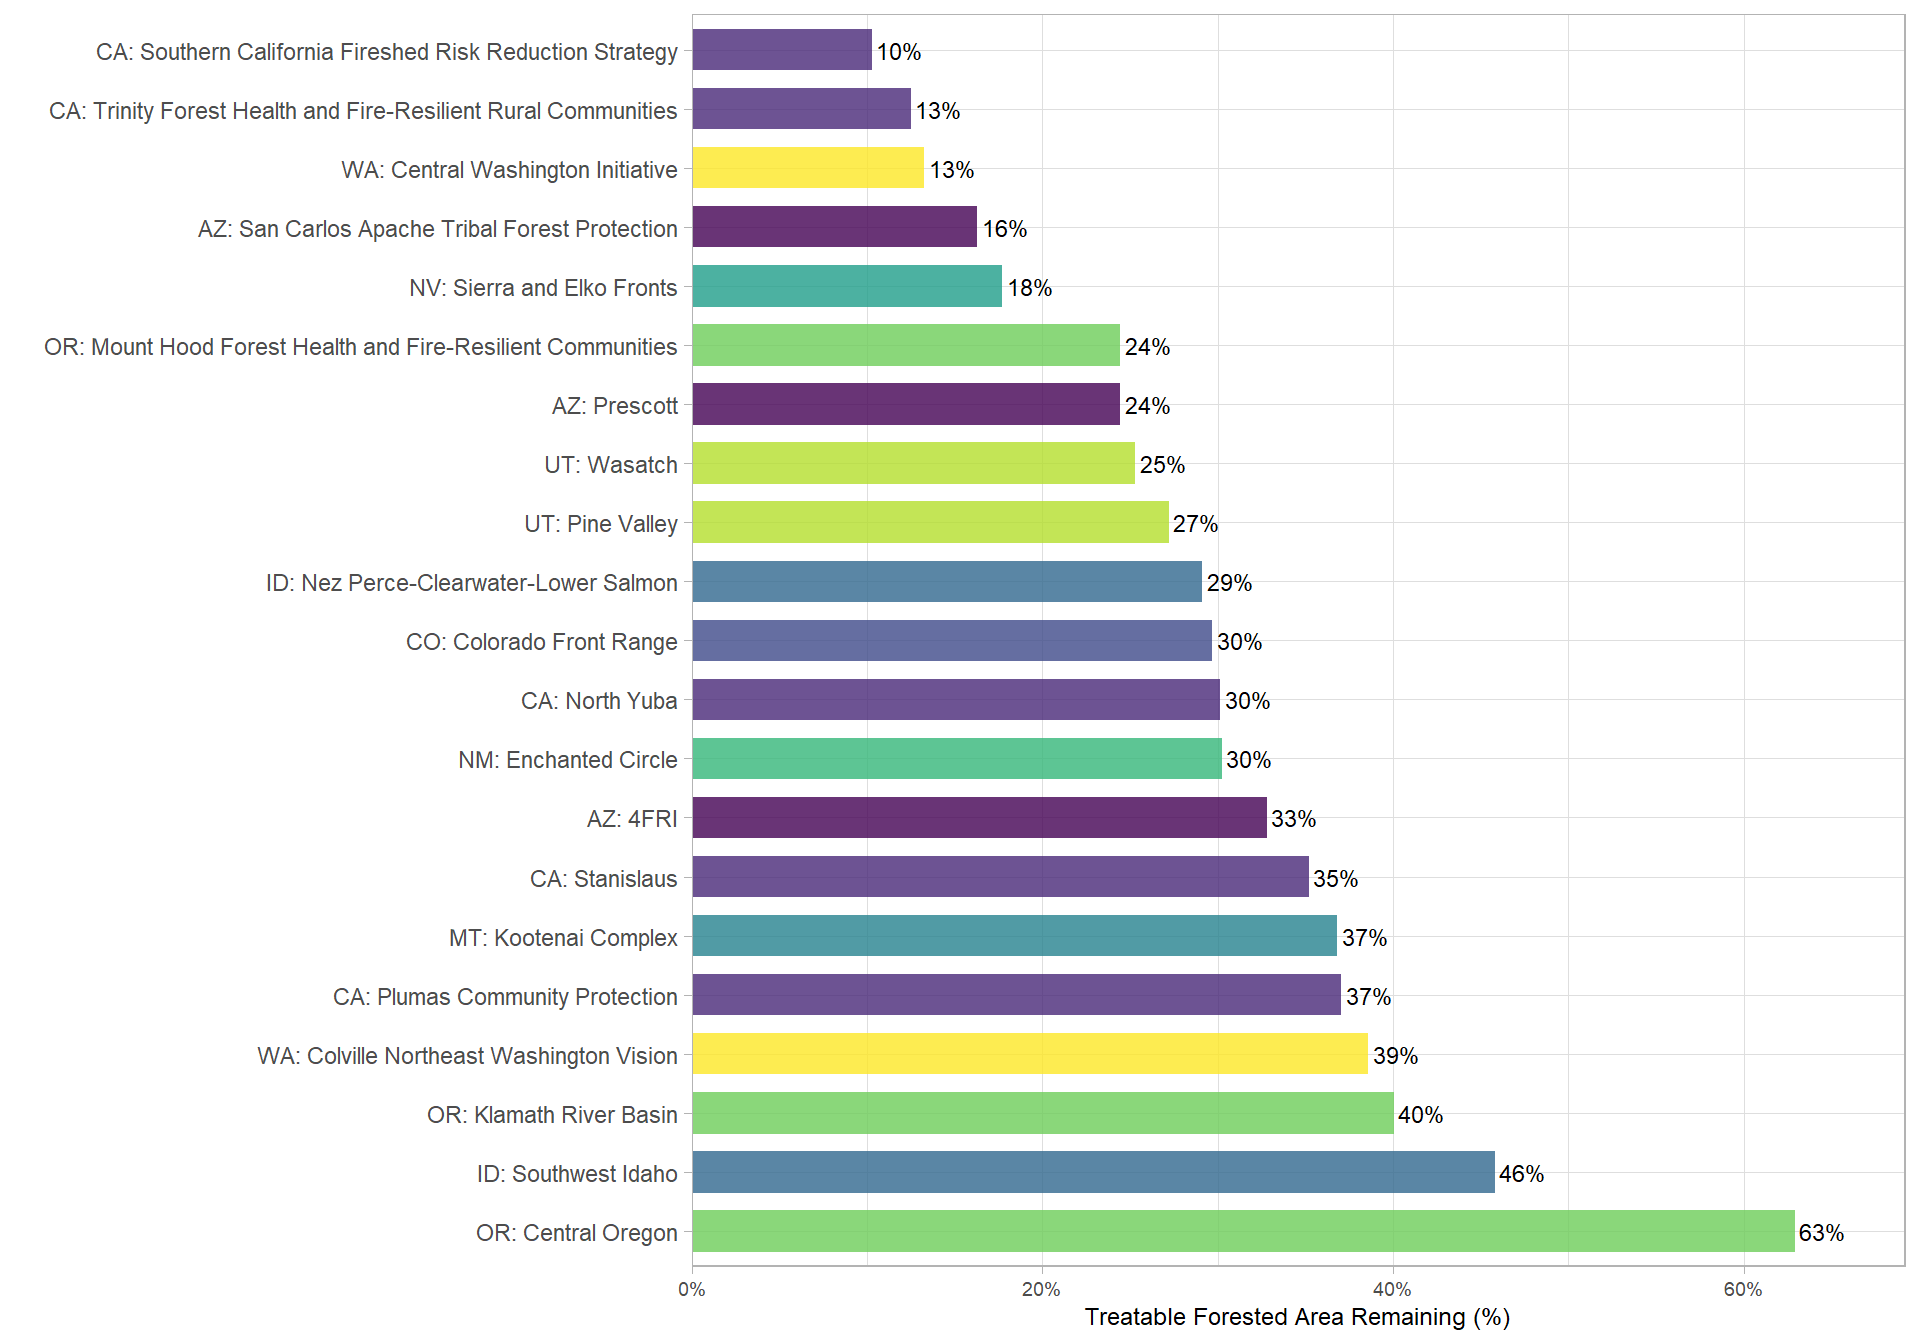 CA: Southern California Fireshed Risk Reduction Strategy 10%
CA: Trinity Forest Health and Fire-Resilient Rural Communities 13%
WA: Central Washington Initiative 13%
AZ: San Carlos Apache Tribal Forest Protection 16%
NV: Sierra and Elko Fronts 18%
OR: Mount Hood Forest Health and Fire-Resilient Communities 24%
AZ: Prescott 24%
UT: Wasatch 25%
UT: Pine Valley 27%
ID: Nez Perce-Clearwater-Lower Salmon 29%
CO: Colorado Front Range 30%
CA: North Yuba 30%
NM: Enchanted Circle 30%
AZ: 4FRI 33%
CA: Stanislaus 35%
MT: Kootenai Complex 37%
CA: Plumas Community Protection 37%
WA: Colville Northeast Washington Vision 39%
OR: Klamath River Basin 40%
ID: Southwest Idaho 46%
OR: Central Oregon 63%
0% 20% 40% 60%
Treatable Forested Area Remaining (%)